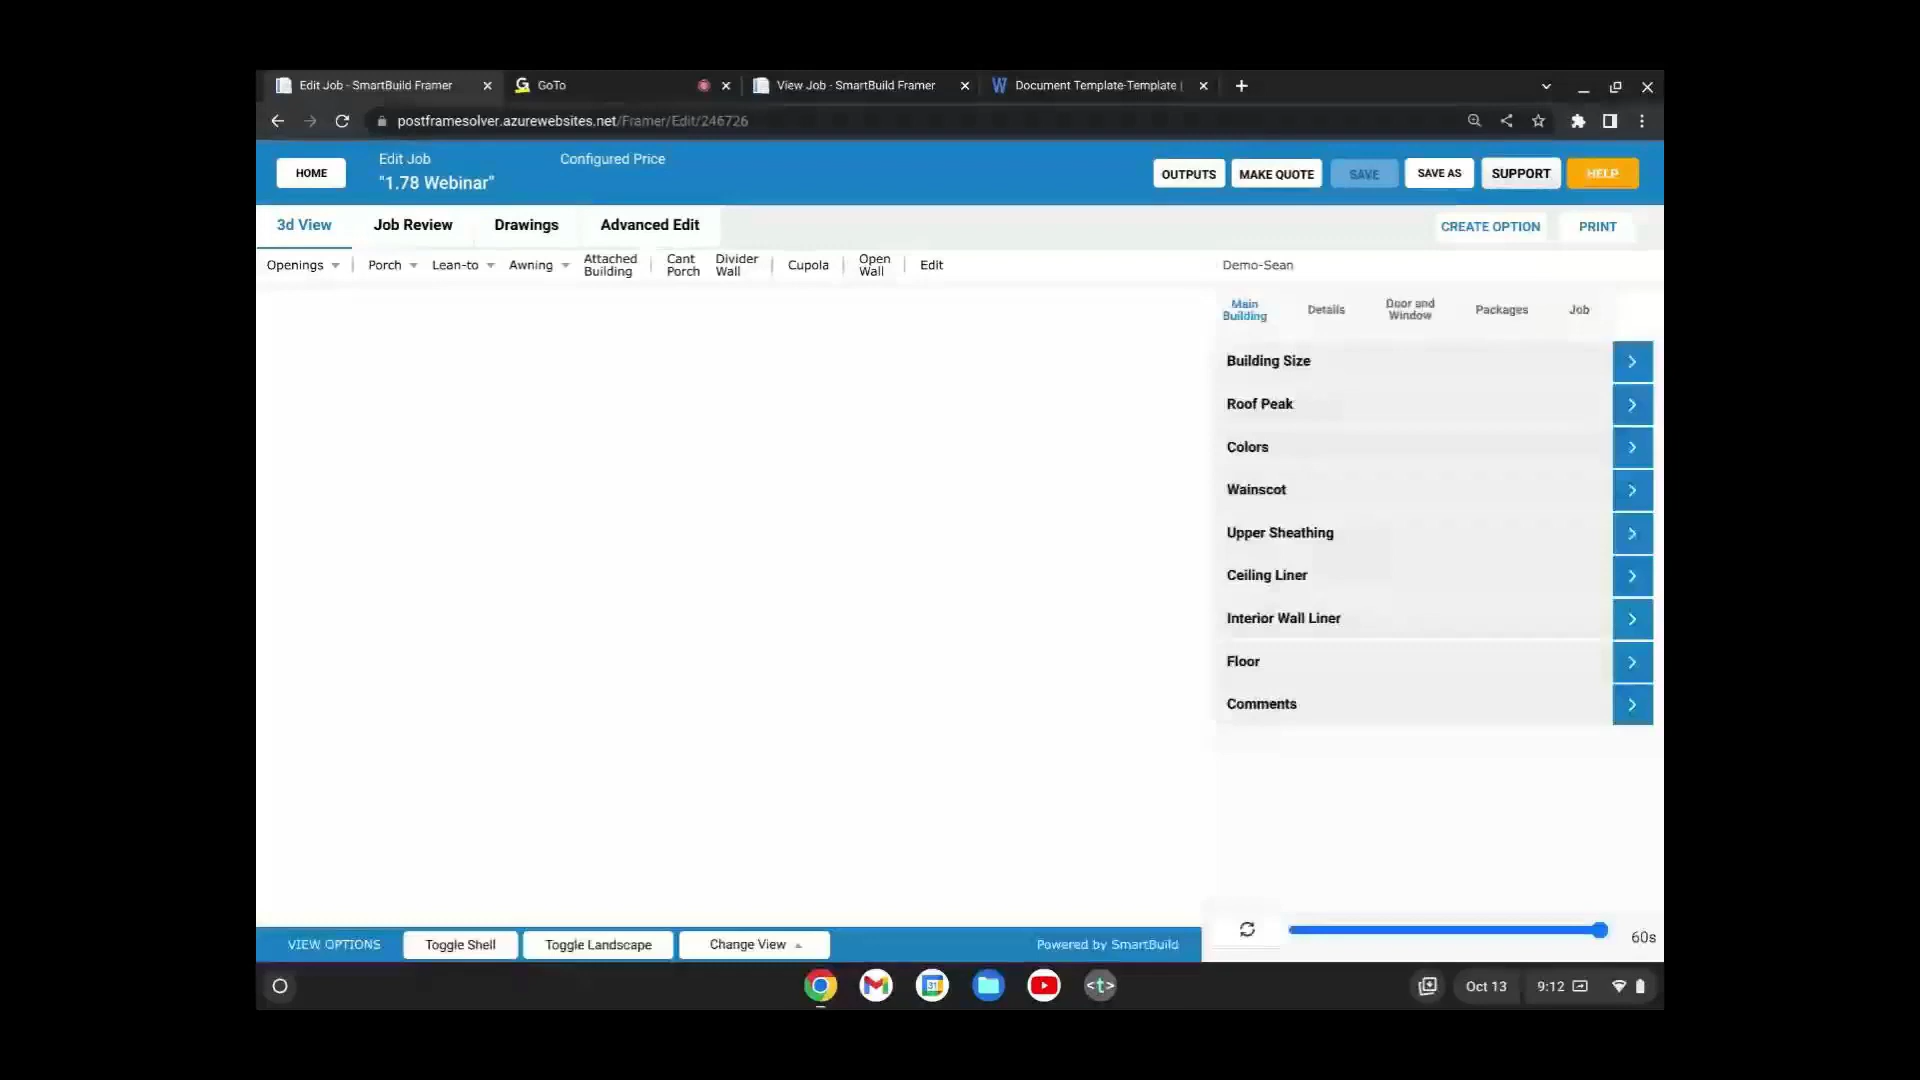 Edit Job - SmartBuild Framer
GoTo
View Job - SmartBuild Framer
Document Template-Template |
postframesolver.azurewebsites.net/Framer/Edit/246726
HOME
Edit Job
"1.78 Webinar"
Configured Price
OUTPUTS
MAKE QUOTE
SAVE
SAVE AS
SUPPORT
HELP
3d View
Job Review
Drawings
Advanced Edit
CREATE OPTION
PRINT
Openings
Porch
Lean-to
Awning
Attached
Building
Cant
Porch
Divider
Wall
Cupola
Open
Wall
Edit
Demo-Sean
Main
Building
Details
Door and
Window
Packages
Job
Building Size
Roof Peak
Colors
Wainscot
Upper Sheathing
Ceiling Liner
Interior Wall Liner
Floor
Comments
60s
VIEW OPTIONS
Toggle Shell
Toggle Landscape
Change View
Powered by SmartBuild
31
<t>
Oct 13
9:12